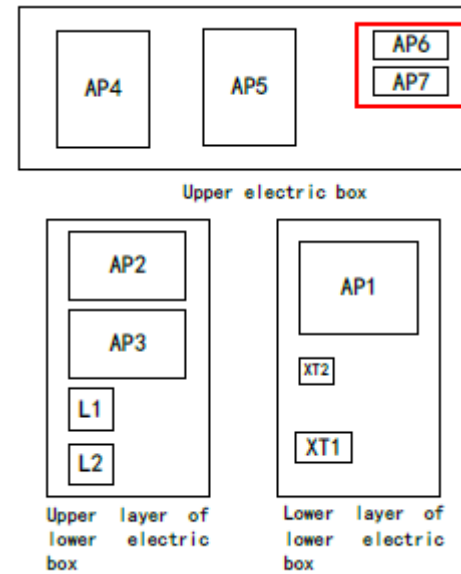 AP4
AP5
AP6
AP7
Upper electric box
AP2
AP3
L1
L2
Upper layer of
lower electric
box
AP1
XT2
XT1
Lower layer of
lower electric
box